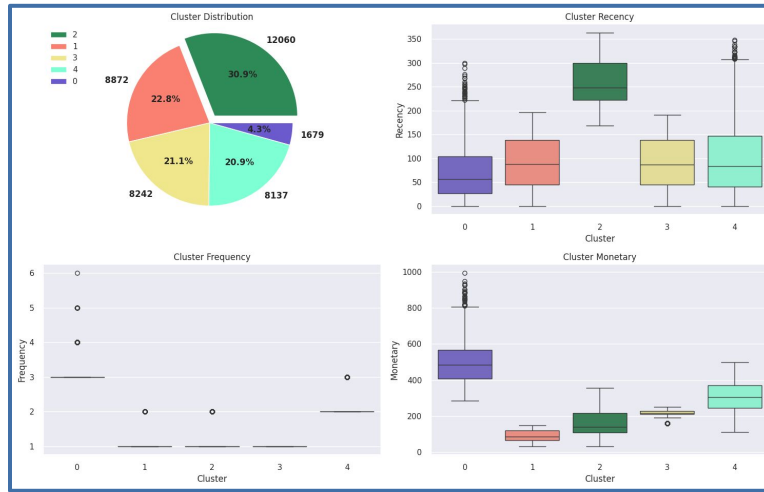 Cluster Distribution
2
1
3
4
0
12060
30.9%
8872
22.8%
4.3%
1679
21.1%
20.9%
8242
8137
Cluster Recency
Recency
350
300
250
200
150
100
50
0
0 1 2 3 4
Cluster
Cluster Frequency
Frequency
6
5
4
3
2
1
0 1 2 3 4
Cluster
Cluster Monetary
Monetary
1000
800
600
400
200
0
0 1 2 3 4
Cluster